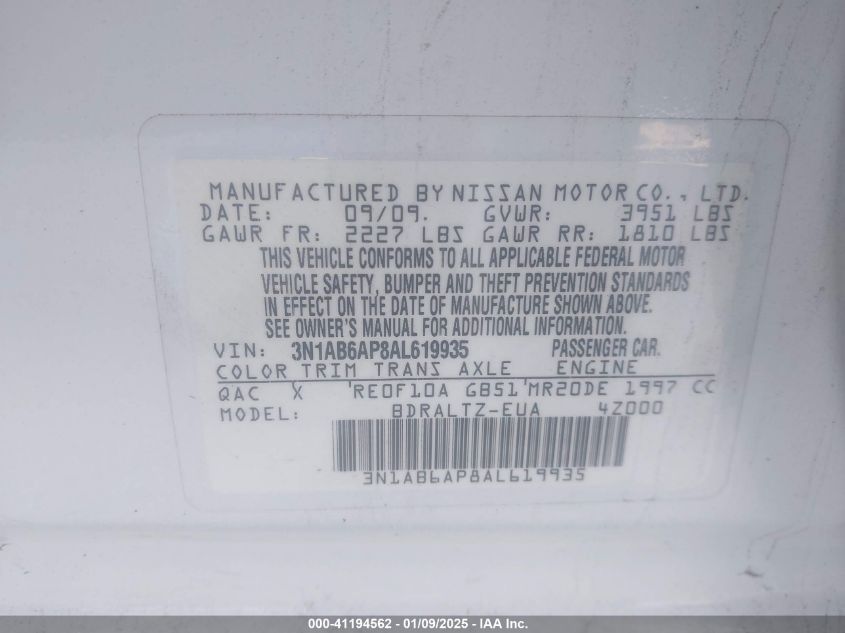 MANUFACTURED BY NISSAN MOTOR CO., LTD.
DATE: 09/09. GVWR: 3951 LBS
GAWR FR: 2227 LBS GAWR RR: 1810 LBS
THIS VEHICLE CONFORMS TO ALL APPLICABLE FEDERAL MOTOR
VEHICLE SAFETY, BUMPER AND THEFT PREVENTION STANDARDS
IN EFFECT ON THE DATE OF MANUFACTURE SHOWN ABOVE.
SEE OWNER'S MANUAL FOR ADDITIONAL INFORMATION
VIN: 3N1AB6AP8AL619935 PASSENGER CAR.
COLOR TRIM TRANS AXLE ENGINE
QAC X 'RE0F10A GB51'MR20DE 1997 CC
MODEL: BDRALTZ-EUA 4Z000
3N1AB6AP8AL619935
000-41194562 - 01/09/2025 - IAA Inc.